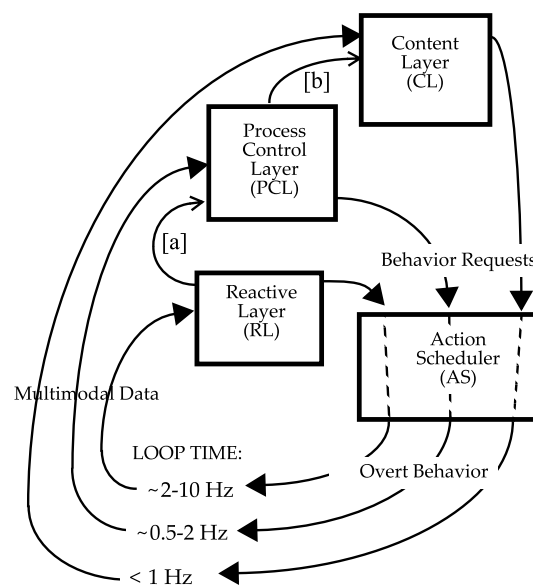 Content
Layer
(CL)
[b]
Process
Control
Layer
(PCL)
[a]
Behavior Requests
Reactive
Layer
(RL)
Action
Scheduler
(AS)
Multimodal Data
LOOP TIME:
Overt Behavior
~2-10 Hz
~0.5-2 Hz
< 1 Hz